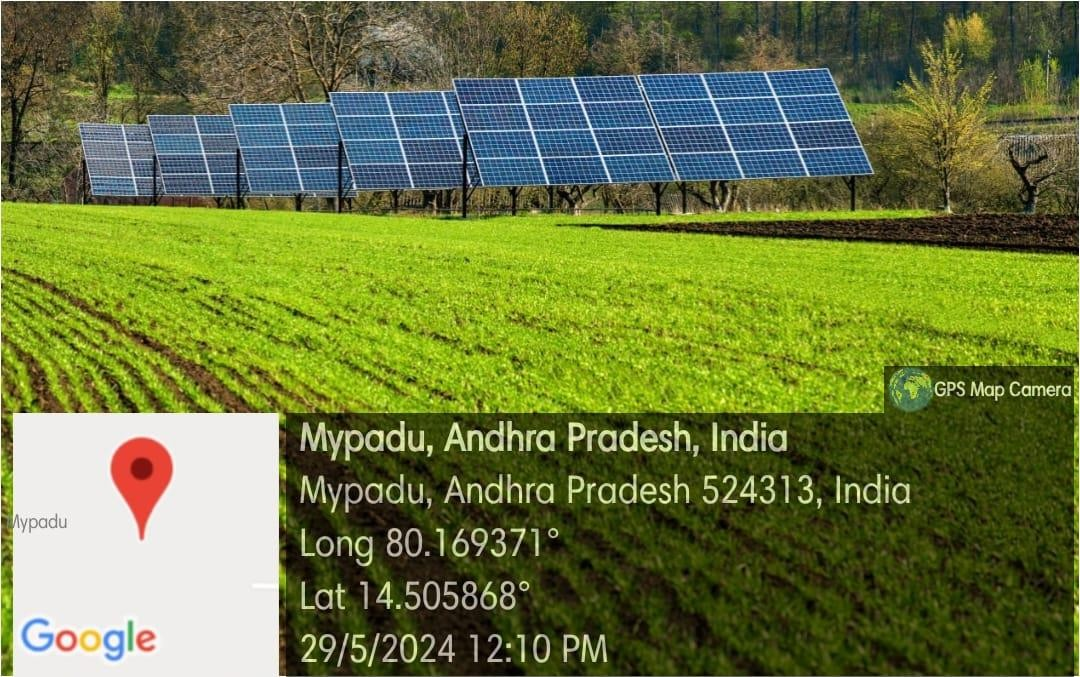 GPS Map Camera
Mypadu, Andhra Pradesh, India
Mypadu, Andhra Pradesh 524313, India
Long 80.169371°
Lat 14.505868°
29/5/2024 12:10 PM
Mypadu
Google